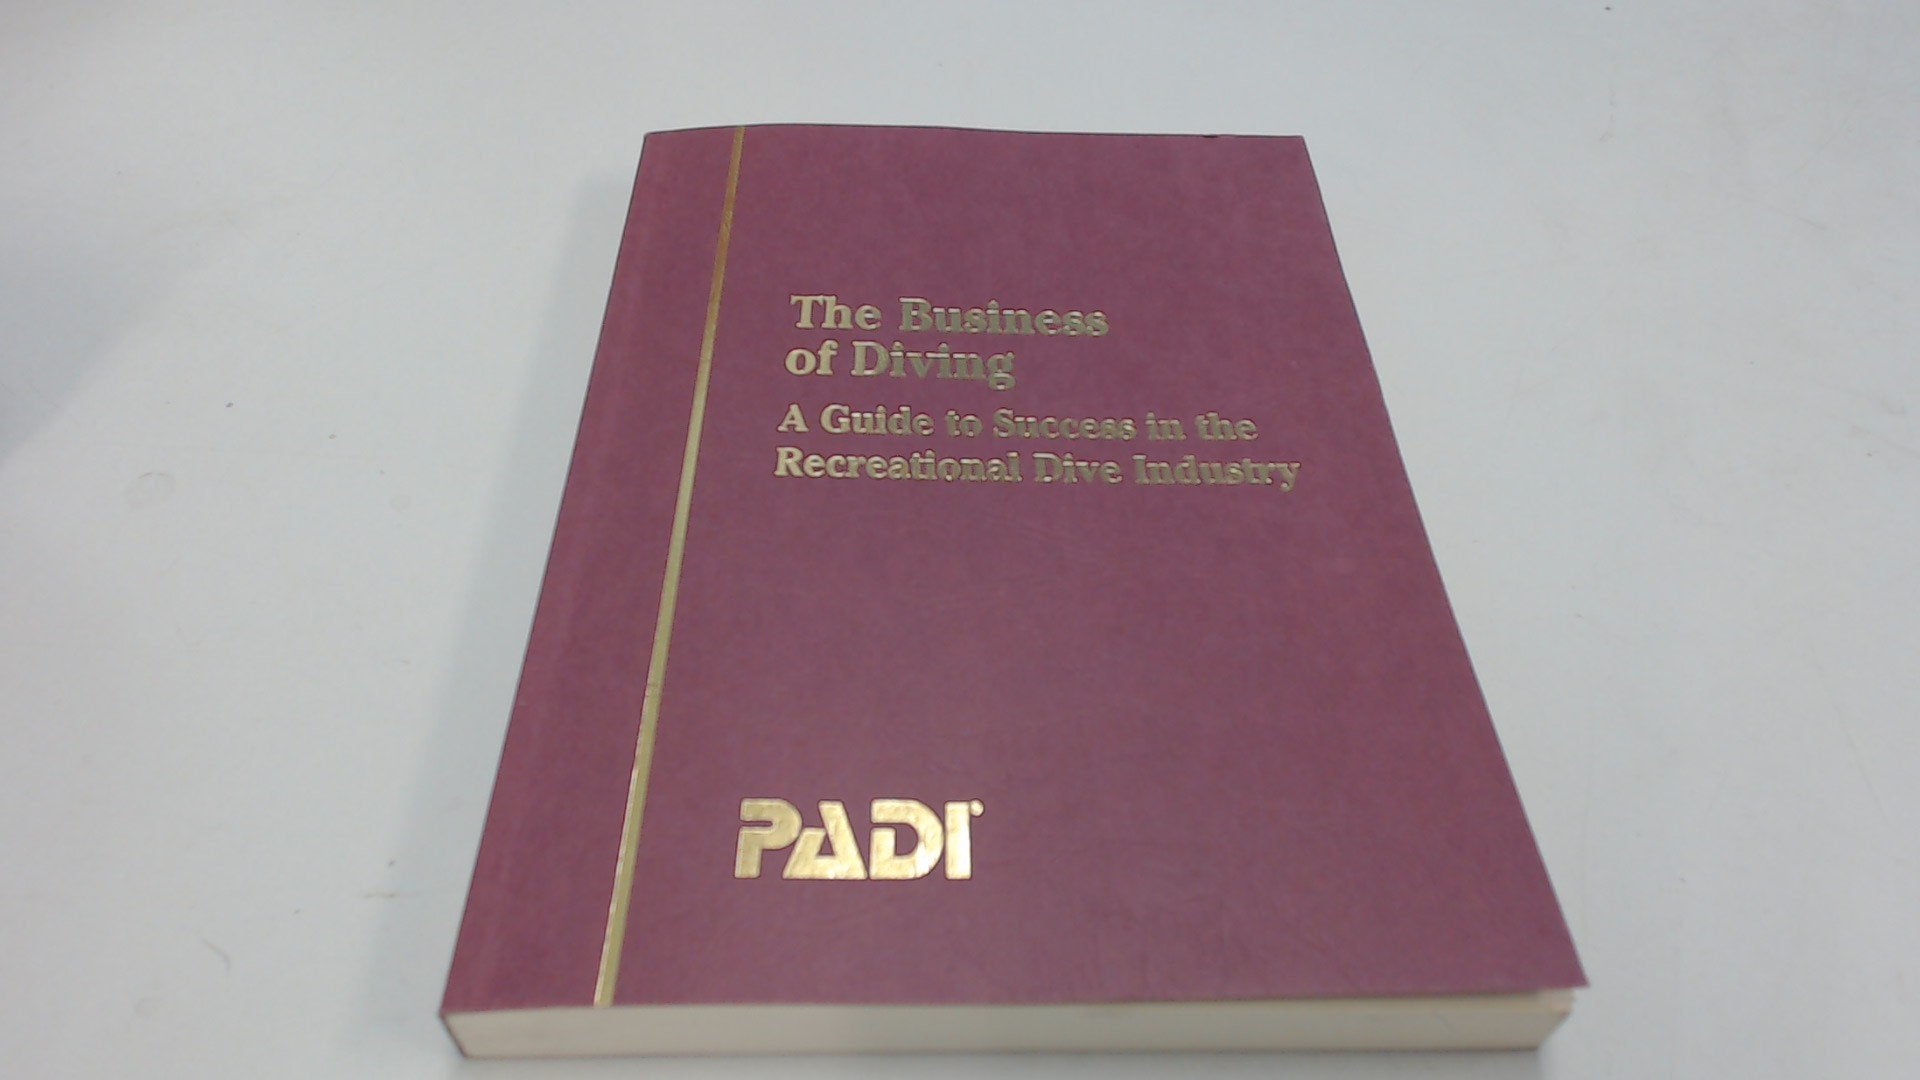 The Business
of Diving
A Guide to Success in the
Recreational Dive Industry
PADI